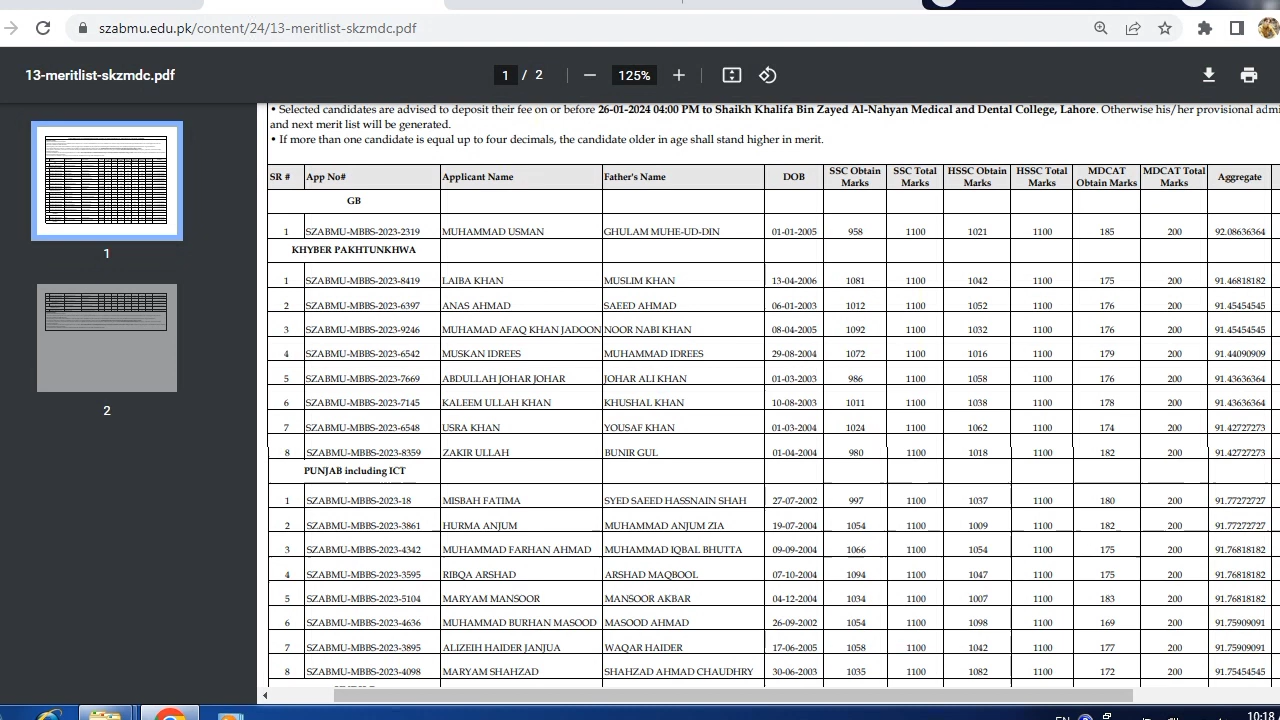 szabmu.edu.pk/content/24/13-meritlist-skzmdc.pdf
13-meritlist-skzmdc.pdf
1 / 2
125%
• Selected candidates are advised to deposit their fee on or before 26-01-2024 04:00 PM to Shaikh Khalifa Bin Zayed Al-Nahyan Medical and Dental College, Lahore. Otherwise his/her provisional admi
and next merit list will be generated.
• If more than one candidate is equal up to four decimals, the candidate older in age shall stand higher in merit.
SR # App No# Applicant Name Father's Name DOB SSC Obtain Marks SSC Total Marks HSSC Obtain Marks HSSC Total Marks MDCAT Obtain Marks MDCAT Total Marks Aggregate
GB
1 SZABMU-MBBS-2023-2319 MUHAMMAD USMAN GHULAM MUHE-UD-DIN 01-01-2005 958 1100 1021 1100 185 200 92.08636364
KHYBER PAKHTUNKHWA
1 SZABMU-MBBS-2023-8419 LAIBA KHAN MUSLIM KHAN 13-04-2006 1081 1100 1042 1100 175 200 91.46818182
2 SZABMU-MBBS-2023-6397 ANAS AHMAD SAEED AHMAD 06-01-2003 1012 1100 1052 1100 176 200 91.45454545
3 SZABMU-MBBS-2023-9246 MUHAMAD AFAQ KHAN JADOON NOOR NABI KHAN 08-04-2005 1092 1100 1032 1100 176 200 91.45454545
4 SZABMU-MBBS-2023-6542 MUSKAN IDREES MUHAMMAD IDREES 29-08-2004 1072 1100 1016 1100 179 200 91.44090909
5 SZABMU-MBBS-2023-7669 ABDULLAH JOHAR JOHAR JOHAR ALI KHAN 01-03-2003 986 1100 1058 1100 176 200 91.43636364
6 SZABMU-MBBS-2023-7145 KALEEM ULLAH KHAN KHUSHAL KHAN 10-08-2003 1011 1100 1038 1100 178 200 91.43636364
7 SZABMU-MBBS-2023-6548 USRA KHAN YOUSAF KHAN 01-03-2004 1024 1100 1062 1100 174 200 91.42727273
8 SZABMU-MBBS-2023-8359 ZAKIR ULLAH BUNIR GUL 01-04-2004 980 1100 1018 1100 182 200 91.42727273
PUNJAB including ICT
1 SZABMU-MBBS-2023-18 MISBAH FATIMA SYED SAEED HASSNAIN SHAH 27-07-2002 997 1100 1037 1100 180 200 91.77272727
2 SZABMU-MBBS-2023-3861 HURMA ANJUM MUHAMMAD ANJUM ZIA 19-07-2004 1054 1100 1009 1100 182 200 91.77272727
3 SZABMU-MBBS-2023-4342 MUHAMMAD FARHAN AHMAD MUHAMMAD IQBAL BHUTTA 09-09-2004 1066 1100 1054 1100 175 200 91.76818182
4 SZABMU-MBBS-2023-3595 RIBQA ARSHAD ARSHAD MAQBOOL 07-10-2004 1094 1100 1047 1100 175 200 91.76818182
5 SZABMU-MBBS-2023-5104 MARYAM MANSOOR MANSOOR AKBAR 04-12-2004 1034 1100 1007 1100 183 200 91.76818182
6 SZABMU-MBBS-2023-4636 MUHAMMAD BURHAN MASOOD MASOOD AHMAD 26-09-2002 1054 1100 1098 1100 169 200 91.75909091
7 SZABMU-MBBS-2023-3895 ALIZEIH HAIDER JANJUA WAQAR HAIDER 17-06-2005 1058 1100 1042 1100 177 200 91.75909091
8 SZABMU-MBBS-2023-4098 MARYAM SHAHZAD SHAHZAD AHMAD CHAUDHRY 30-06-2003 1035 1100 1082 1100 172 200 91.75454545
1
2
EN
10:18